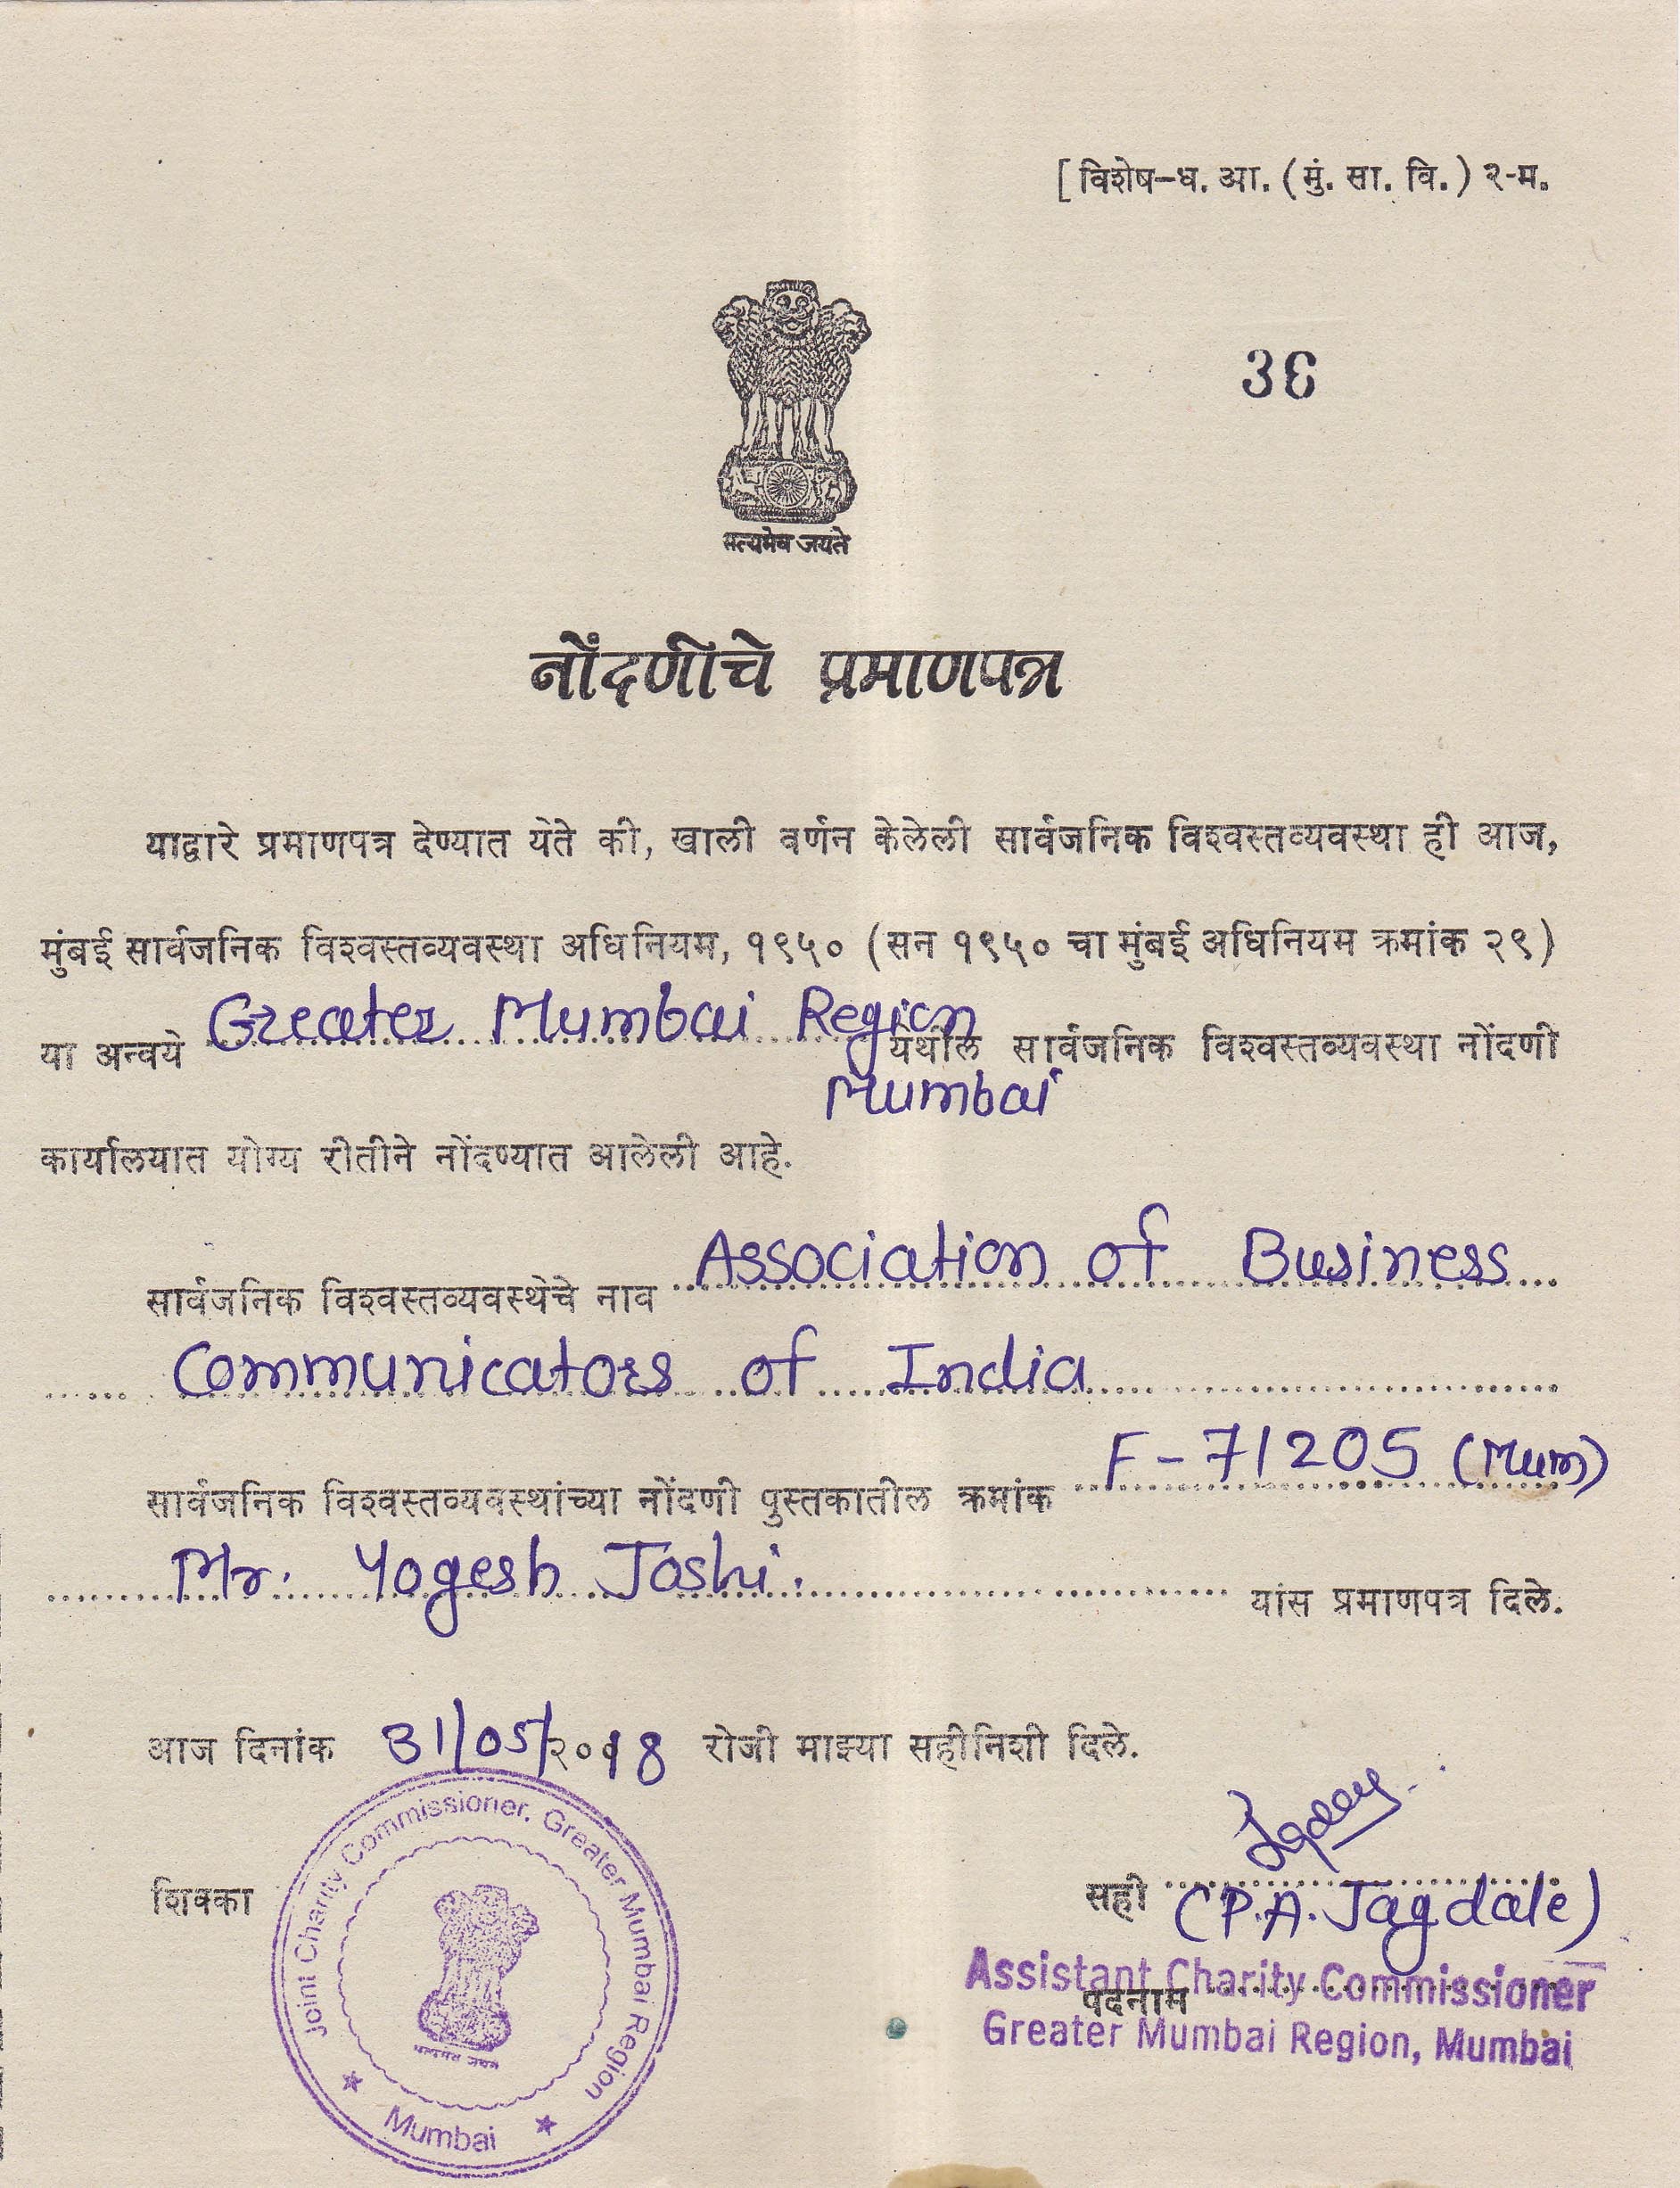 [ विशेष-ध. आ. (मुं. सा. वि.) २-म.
३६
सत्यमेव जयते
नोंदणीचे प्रमाणपत्र
याद्वारे प्रमाणपत्र देण्यात येते की, खाली वर्णन केलेली सार्वजनिक विश्वस्तव्यवस्था ही आज,
मुंबई सार्वजनिक विश्वस्तव्यवस्था अधिनियम, १९५० (सन १९५० चा मुंबई अधिनियम क्रमांक २९)
या अन्वये Greater Mumbai Region येथील सार्वजनिक विश्वस्तव्यवस्था नोंदणी
Mumbai
कार्यालयात योग्य रीतीने नोंदण्यात आलेली आहे.
सार्वजनिक विश्वस्तव्यवस्थेचे नाव Association of Business
Communicators of India
सार्वजनिक विश्वस्तव्यवस्थांच्या नोंदणी पुस्तकातील क्रमांक F-71205 (Mum)
Mr. Yogesh Joshi. यांस प्रमाणपत्र दिले.
आज दिनांक 31/05/२०18 रोजी माझ्या सहीनिशी दिले.
शिक्का
Joint Charity Commissioner, Greater Mumbai Region
Mumbai
सही (P.A. Jagdale)
Assistant Charity Commissioner
पदनाम
Greater Mumbai Region, Mumbai